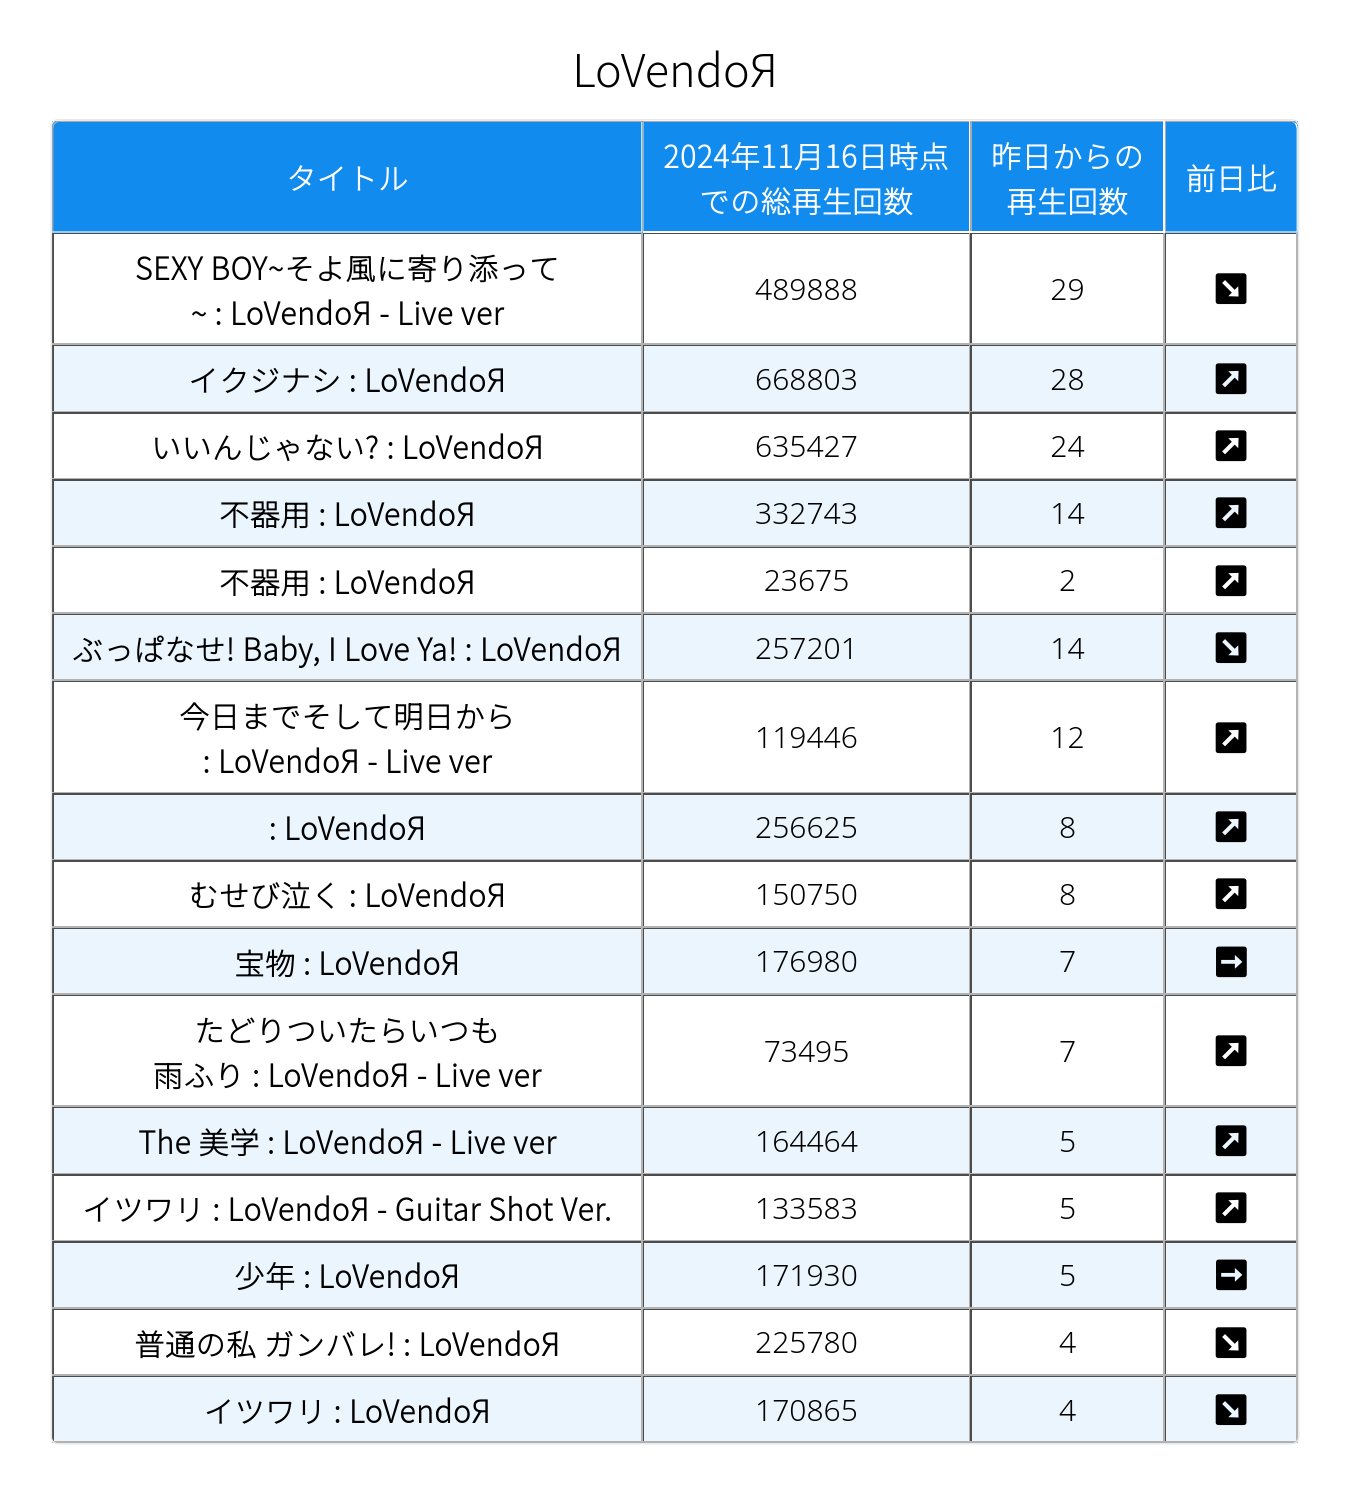 LoVendoЯ
タイトル
2024年11月16日時点
での総再生回数
昨日からの
再生回数
前日比
SEXY BOY~そよ風に寄り添って
~ : LoVendoЯ - Live ver
489888
29
イクジナシ : LoVendoЯ
668803
28
いいんじゃない? : LoVendoЯ
635427
24
不器用 : LoVendoЯ
332743
14
不器用 : LoVendoЯ
23675
2
ぶっぱなせ! Baby, I Love Ya! : LoVendoЯ
257201
14
今日までそして明日から
: LoVendoЯ - Live ver
119446
12
: LoVendoЯ
256625
8
むせび泣く : LoVendoЯ
150750
8
宝物 : LoVendoЯ
176980
7
たどりついたらいつも
雨ふり : LoVendoЯ - Live ver
73495
7
The 美学 : LoVendoЯ - Live ver
164464
5
イツワリ : LoVendoЯ - Guitar Shot Ver.
133583
5
少年 : LoVendoЯ
171930
5
普通の私 ガンバレ! : LoVendoЯ
225780
4
イツワリ : LoVendoЯ
170865
4